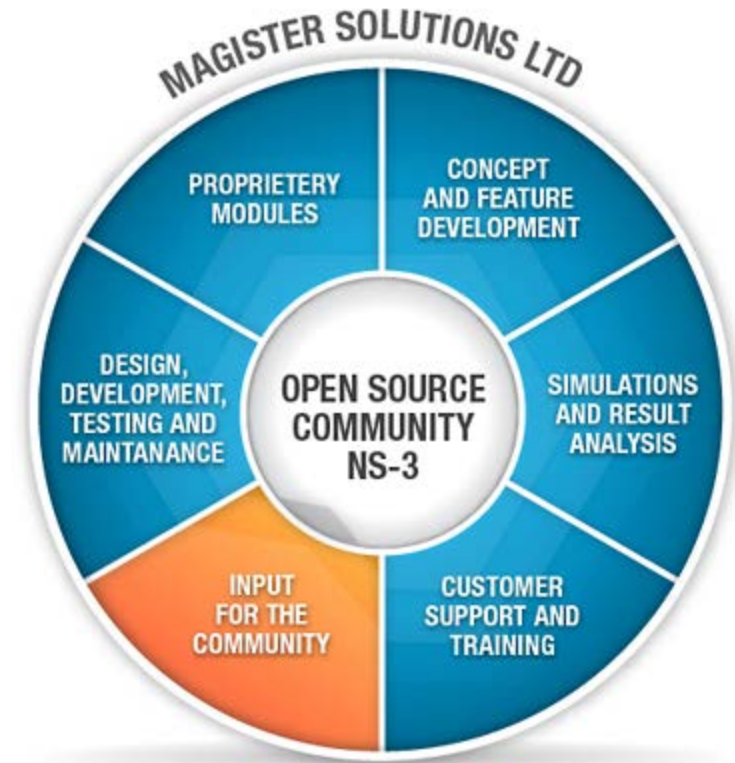 MAGISTER SOLUTIONS LTD
PROPRIETERY
MODULES
CONCEPT
AND FEATURE
DEVELOPMENT
DESIGN,
DEVELOPMENT,
TESTING AND
MAINTANANCE
OPEN SOURCE
COMMUNITY
NS-3
SIMULATIONS
AND RESULT
ANALYSIS
INPUT
FOR THE
COMMUNITY
CUSTOMER
SUPPORT AND
TRAINING